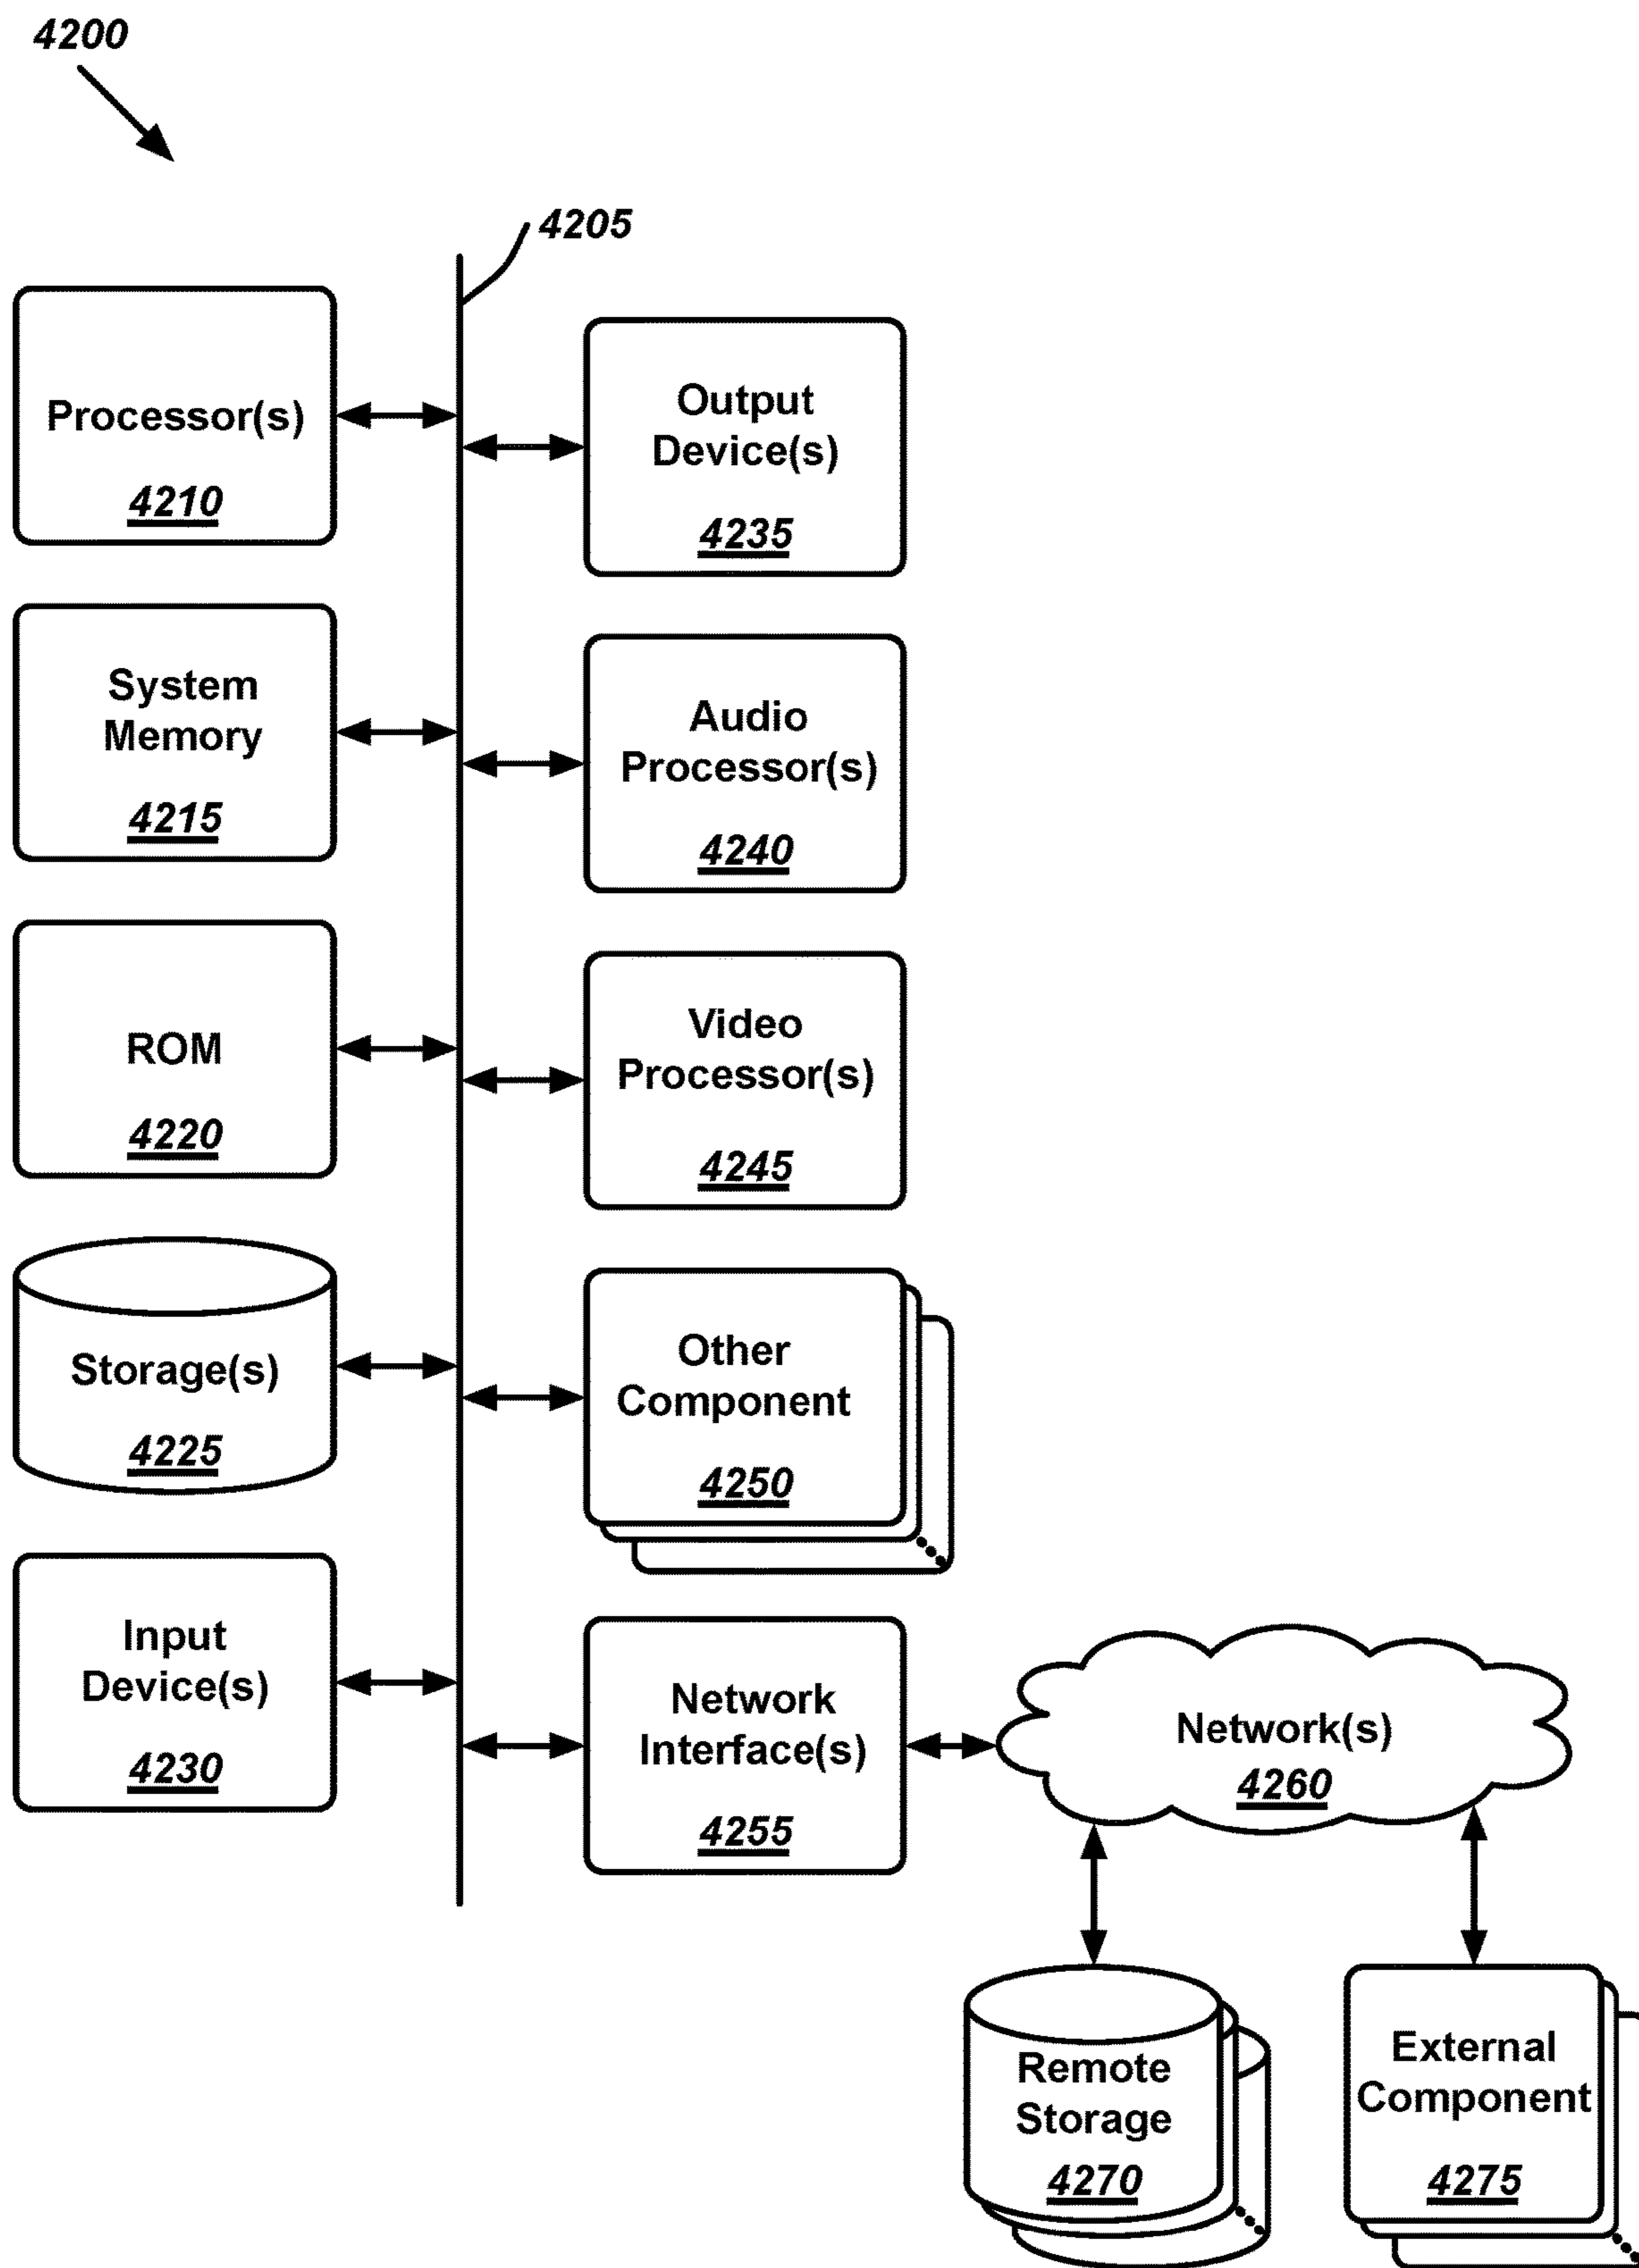 4200
4205
Processor(s)
4210
System
Memory
4215
ROM
4220
Storage(s)
4225
Input
Device(s)
4230
Output
Device(s)
4235
Audio
Processor(s)
4240
Video
Processor(s)
4245
Other
Component
4250
Network
Interface(s)
4255
Network(s)
4260
Remote
Storage
4270
External
Component
4275